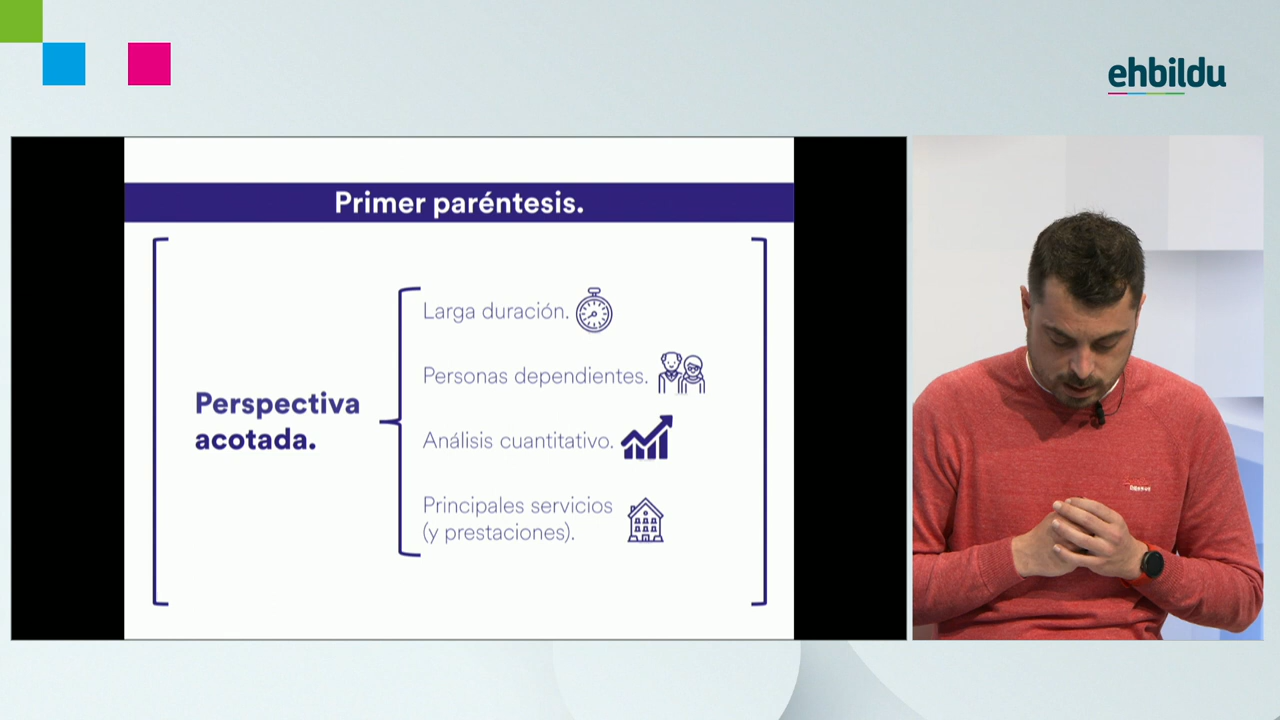 ehbildu
Primer paréntesis.
Perspectiva
acotada.
Larga duración.
Personas dependientes.
Análisis cuantitativo.
Principales servicios
(y prestaciones).